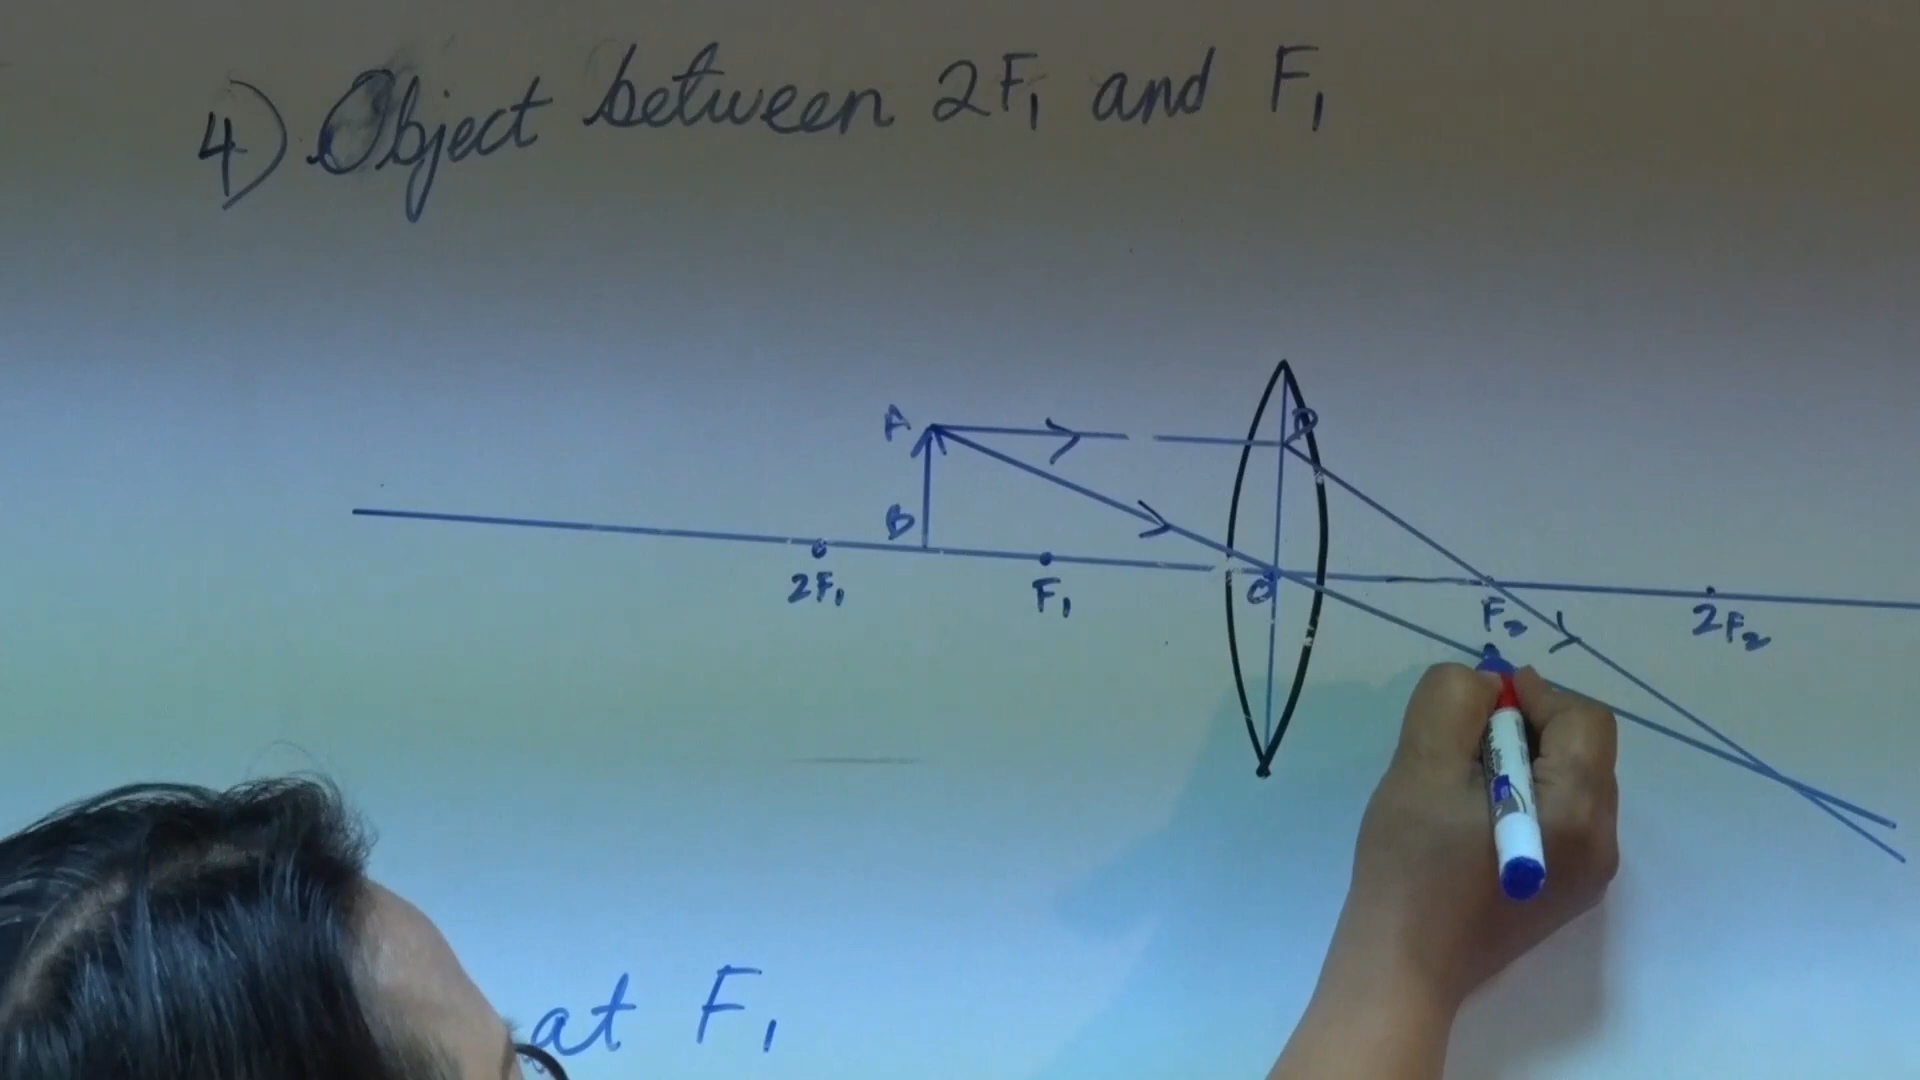 4) Object between 2F₁ and F₁
A
D
B
2F₁
F₁
O
F₂
2F₂
at F₁